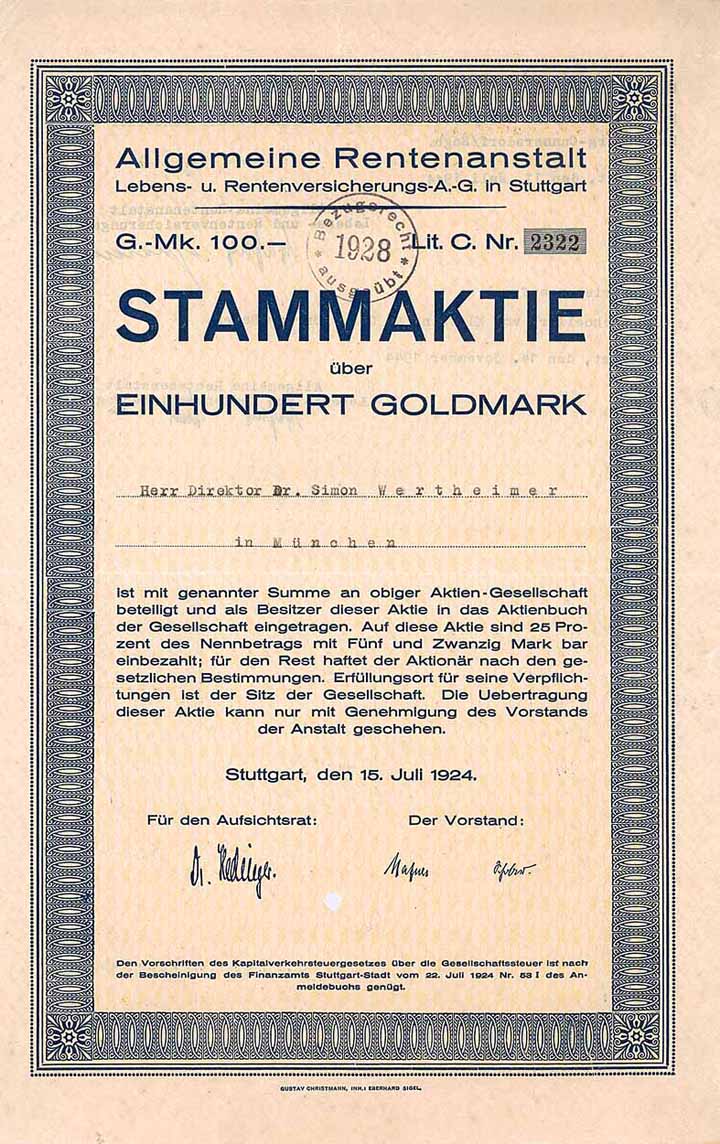 Allgemeine Rentenanstalt
Lebens- u. Rentenversicherungs-A.-G. in Stuttgart
G.-Mk. 100.—
Bezugsrecht
1928
* ausgeübt *
Lit. C. Nr. 2322
STAMMAKTIE
über
EINHUNDERT GOLDMARK
Herr Direktor Dr. Simon Wertheimer
in München
ist mit genannter Summe an obiger Aktien-Gesellschaft
beteiligt und als Besitzer dieser Aktie in das Aktienbuch
der Gesellschaft eingetragen. Auf diese Aktie sind 25 Pro-
zent des Nennbetrags mit Fünf und Zwanzig Mark bar
einbezahlt; für den Rest haftet der Aktionär nach den ge-
setzlichen Bestimmungen. Erfüllungsort für seine Verpflich-
tungen ist der Sitz der Gesellschaft. Die Uebertragung
dieser Aktie kann nur mit Genehmigung des Vorstands
der Anstalt geschehen.
Stuttgart, den 15. Juli 1924.
Für den Aufsichtsrat:
Der Vorstand:
Dr.
Den Vorschriften des Kapitalverkehrsteuergesetzes über die Gesellschaftssteuer ist nach
der Bescheinigung des Finanzamts Stuttgart-Stadt vom 22. Juli 1924 Nr. 53 I des An-
meldebuchs genügt.
GUSTAV CHRISTMANN, INH.: EBERHARD SIGEL.